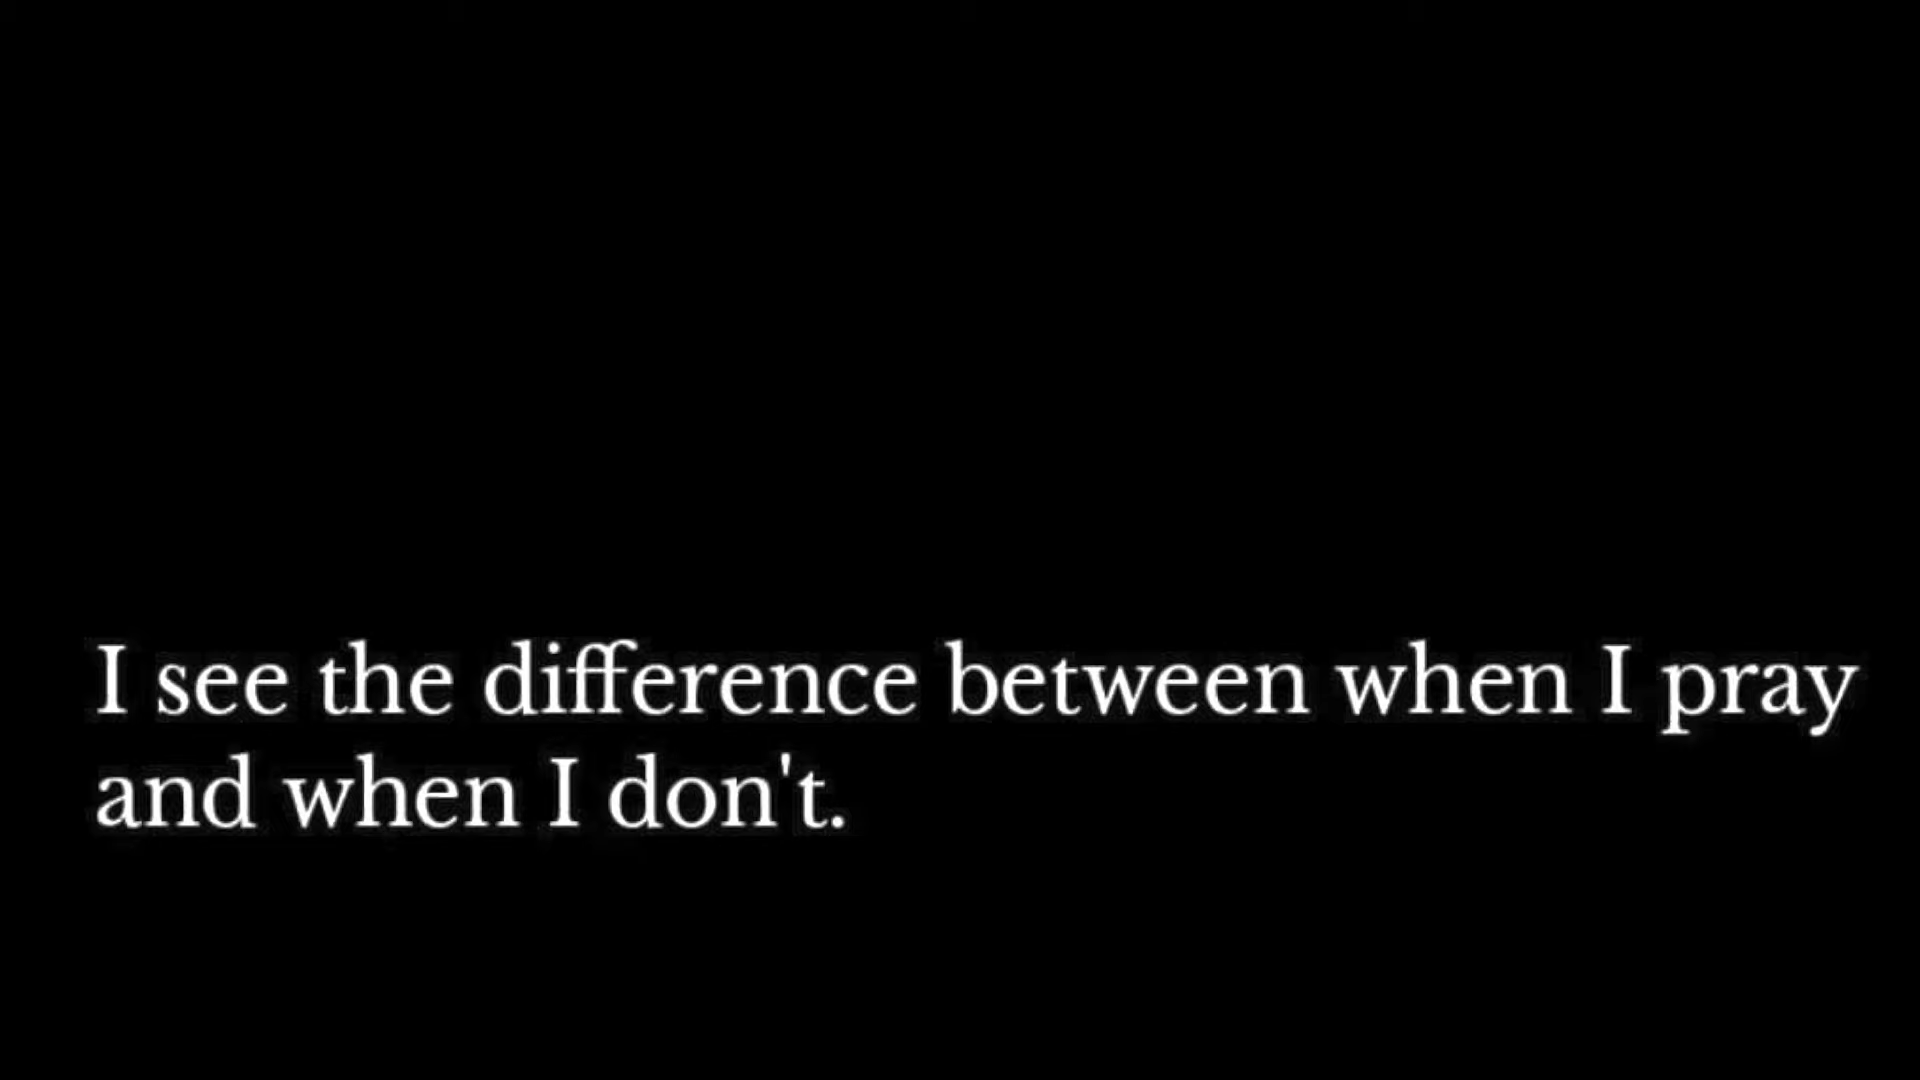 I see the difference between when I pray
and when I don't.